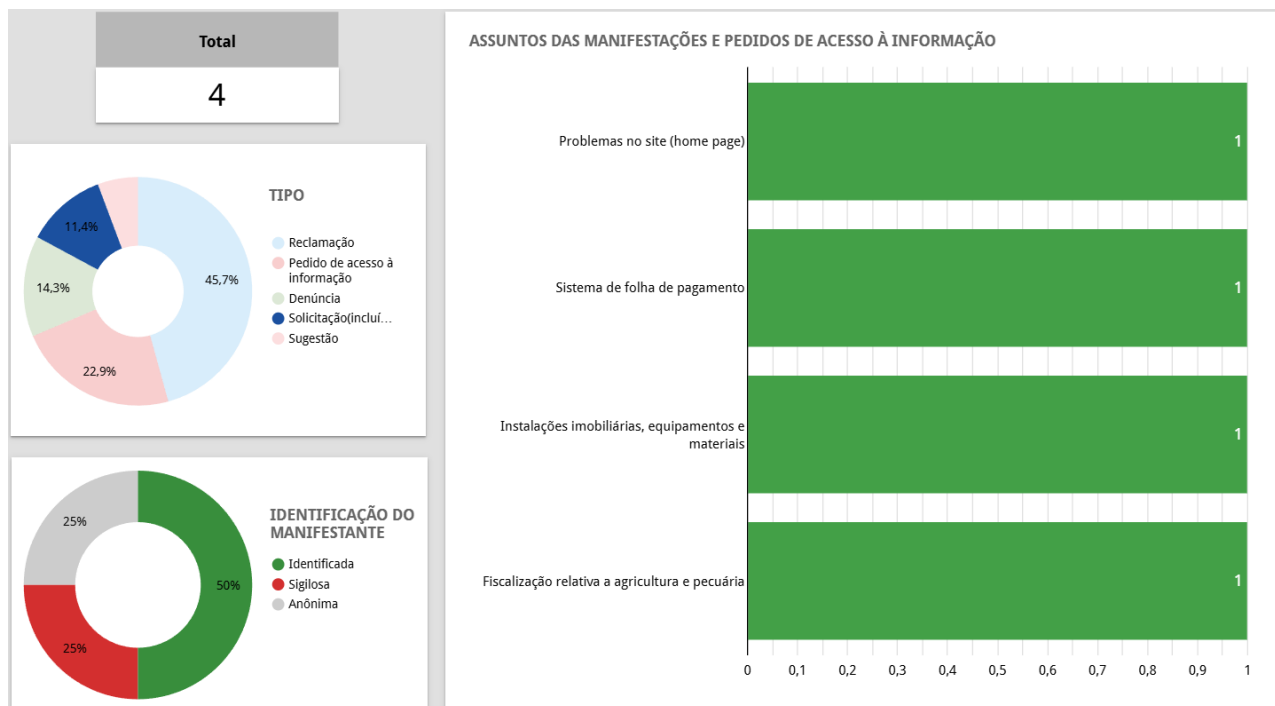 Total
4
TIPO
11,4%
45,7%
14,3%
22,9%
Reclamação
Pedido de acesso à
informação
Denúncia
Solicitação(incluí…
Sugestão
IDENTIFICAÇÃO DO
MANIFESTANTE
25%
50%
25%
Identificada
Sigilosa
Anônima
ASSUNTOS DAS MANIFESTAÇÕES E PEDIDOS DE ACESSO À INFORMAÇÃO
Problemas no site (home page)
1
Sistema de folha de pagamento
1
Instalações imobiliárias, equipamentos e
materiais
1
Fiscalização relativa a agricultura e pecuária
1
0 0,1 0,2 0,3 0,4 0,5 0,6 0,7 0,8 0,9 1